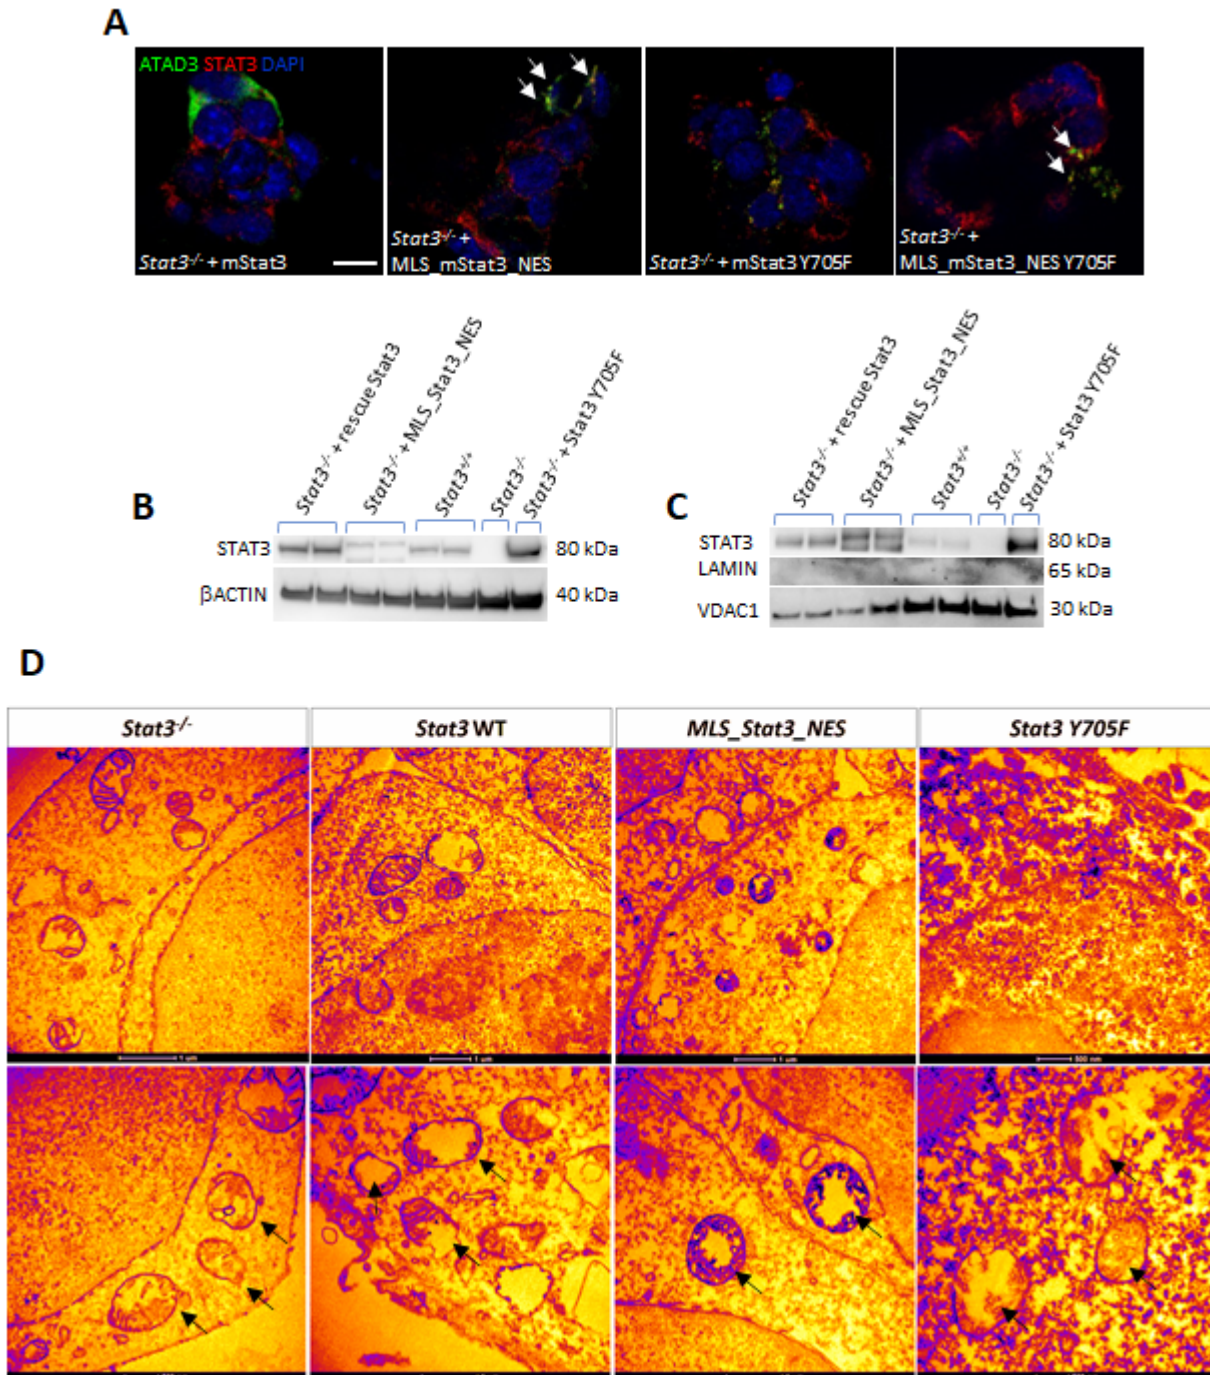 A
ATAD3 STAT3 DAPI
Stat3-/- + mStat3
Stat3-/- +
MLS_mStat3_NES
Stat3-/- + mStat3 Y705F
Stat3-/- +
MLS_mStat3_NES Y705F
B
Stat3-/- + rescue Stat3
Stat3-/- + MLS_Stat3_NES
Stat3+/+
Stat3-/-
Stat3-/- + Stat3 Y705F
STAT3
80 kDa
βACTIN
40 kDa
C
Stat3-/- + rescue Stat3
Stat3-/- + MLS_Stat3_NES
Stat3+/+
Stat3-/-
Stat3-/- + Stat3 Y705F
STAT3
80 kDa
LAMIN
65 kDa
VDAC1
30 kDa
D
Stat3-/-
Stat3 WT
MLS_Stat3_NES
Stat3 Y705F
1 µm
1 µm
1 µm
500 nm